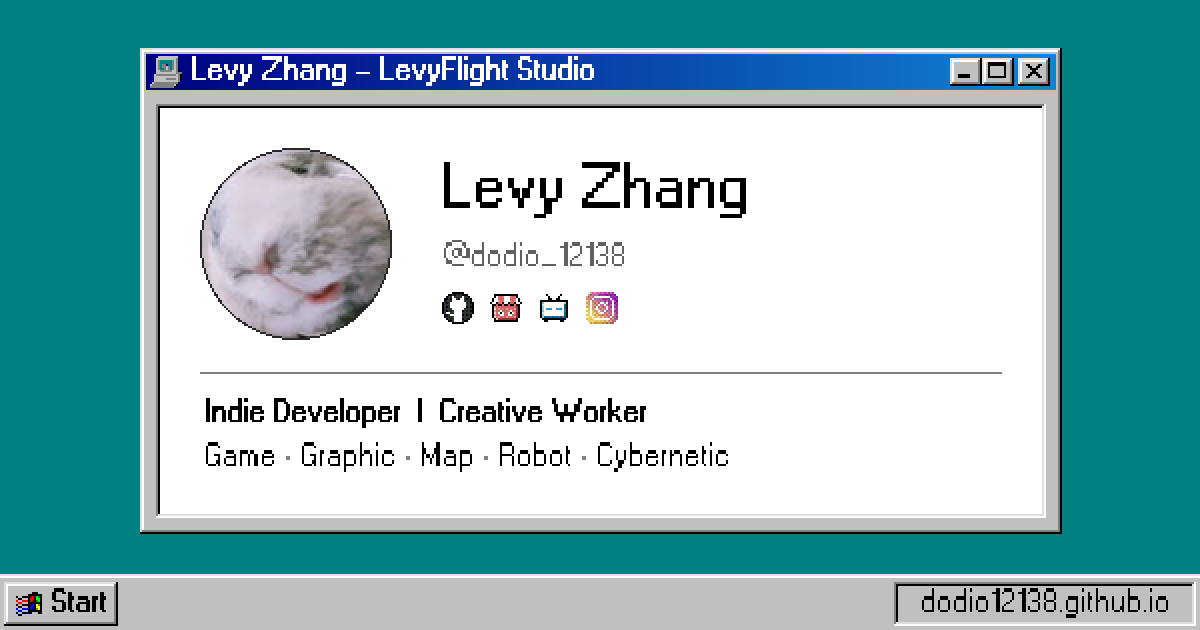 Levy Zhang – LevyFlight Studio
Levy Zhang
@dodio_12138
Indie Developer | Creative Worker
Game · Graphic · Map · Robot · Cybernetic
Start
dodio12138.github.io